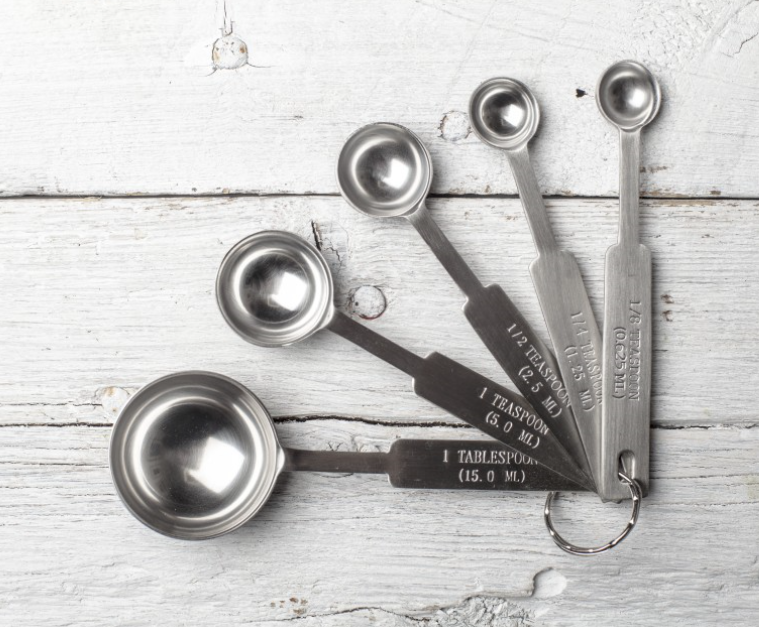 1/8 TEASPOON
(0.625 ML)
1/4 TEASPOON
(1.25 ML)
1/2 TEASPOON
(2.5 ML)
1 TEASPOON
(5.0 ML)
1 TABLESPOON
(15.0 ML)